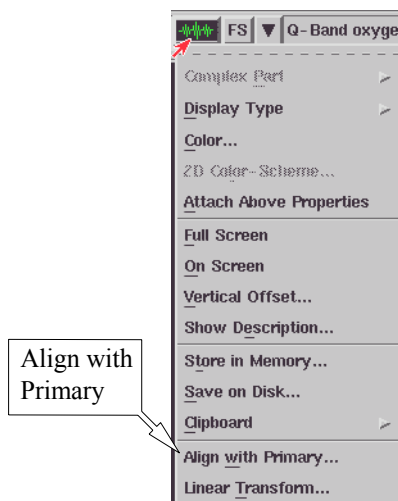 FS ▼ Q-Band oxyge
Complex Part
Display Type
Color...
2D Color-Scheme...
Attach Above Properties
Full Screen
On Screen
Vertical Offset...
Show Description...
Store in Memory...
Save on Disk...
Clipboard
Align with Primary...
Linear Transform...
Align with
Primary